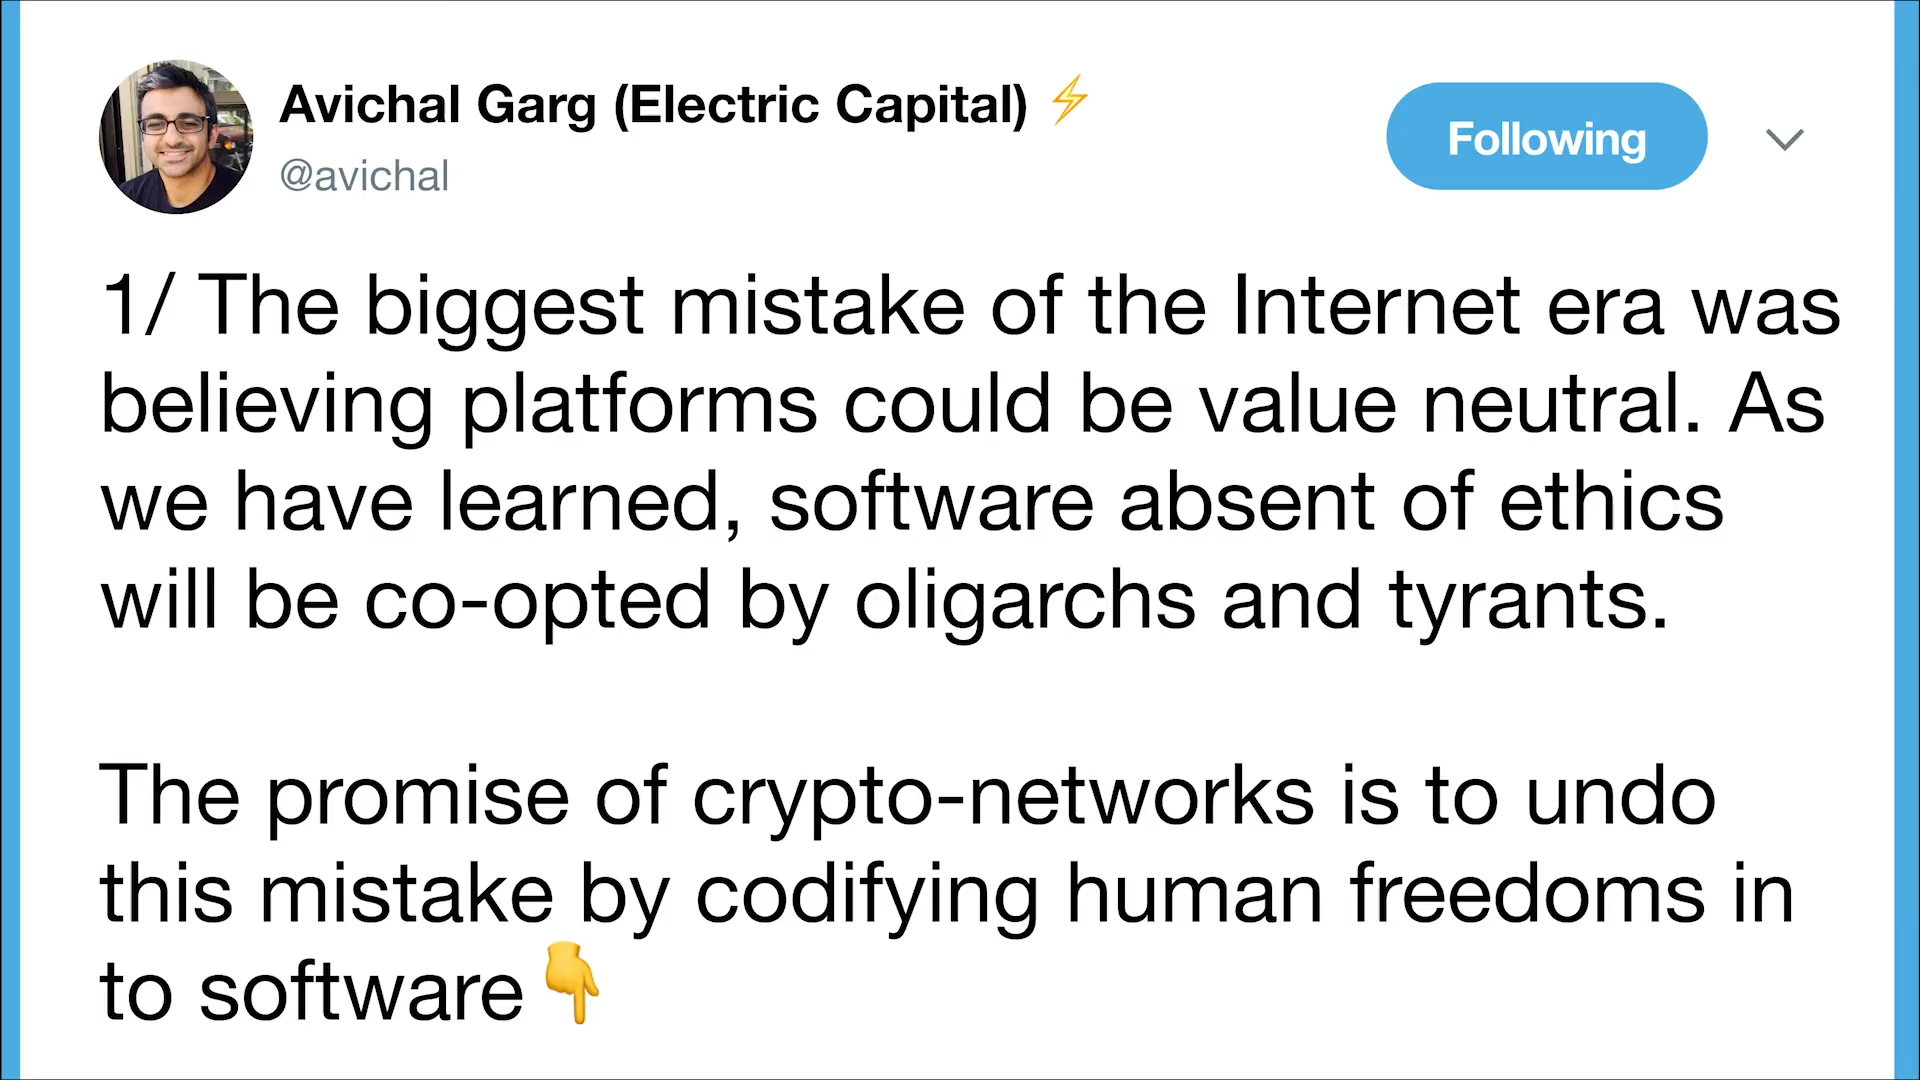 Avichal Garg (Electric Capital) ⚡
@avichal
Following
1/ The biggest mistake of the Internet era was
believing platforms could be value neutral. As
we have learned, software absent of ethics
will be co-opted by oligarchs and tyrants.
The promise of crypto-networks is to undo
this mistake by codifying human freedoms in
to software👇